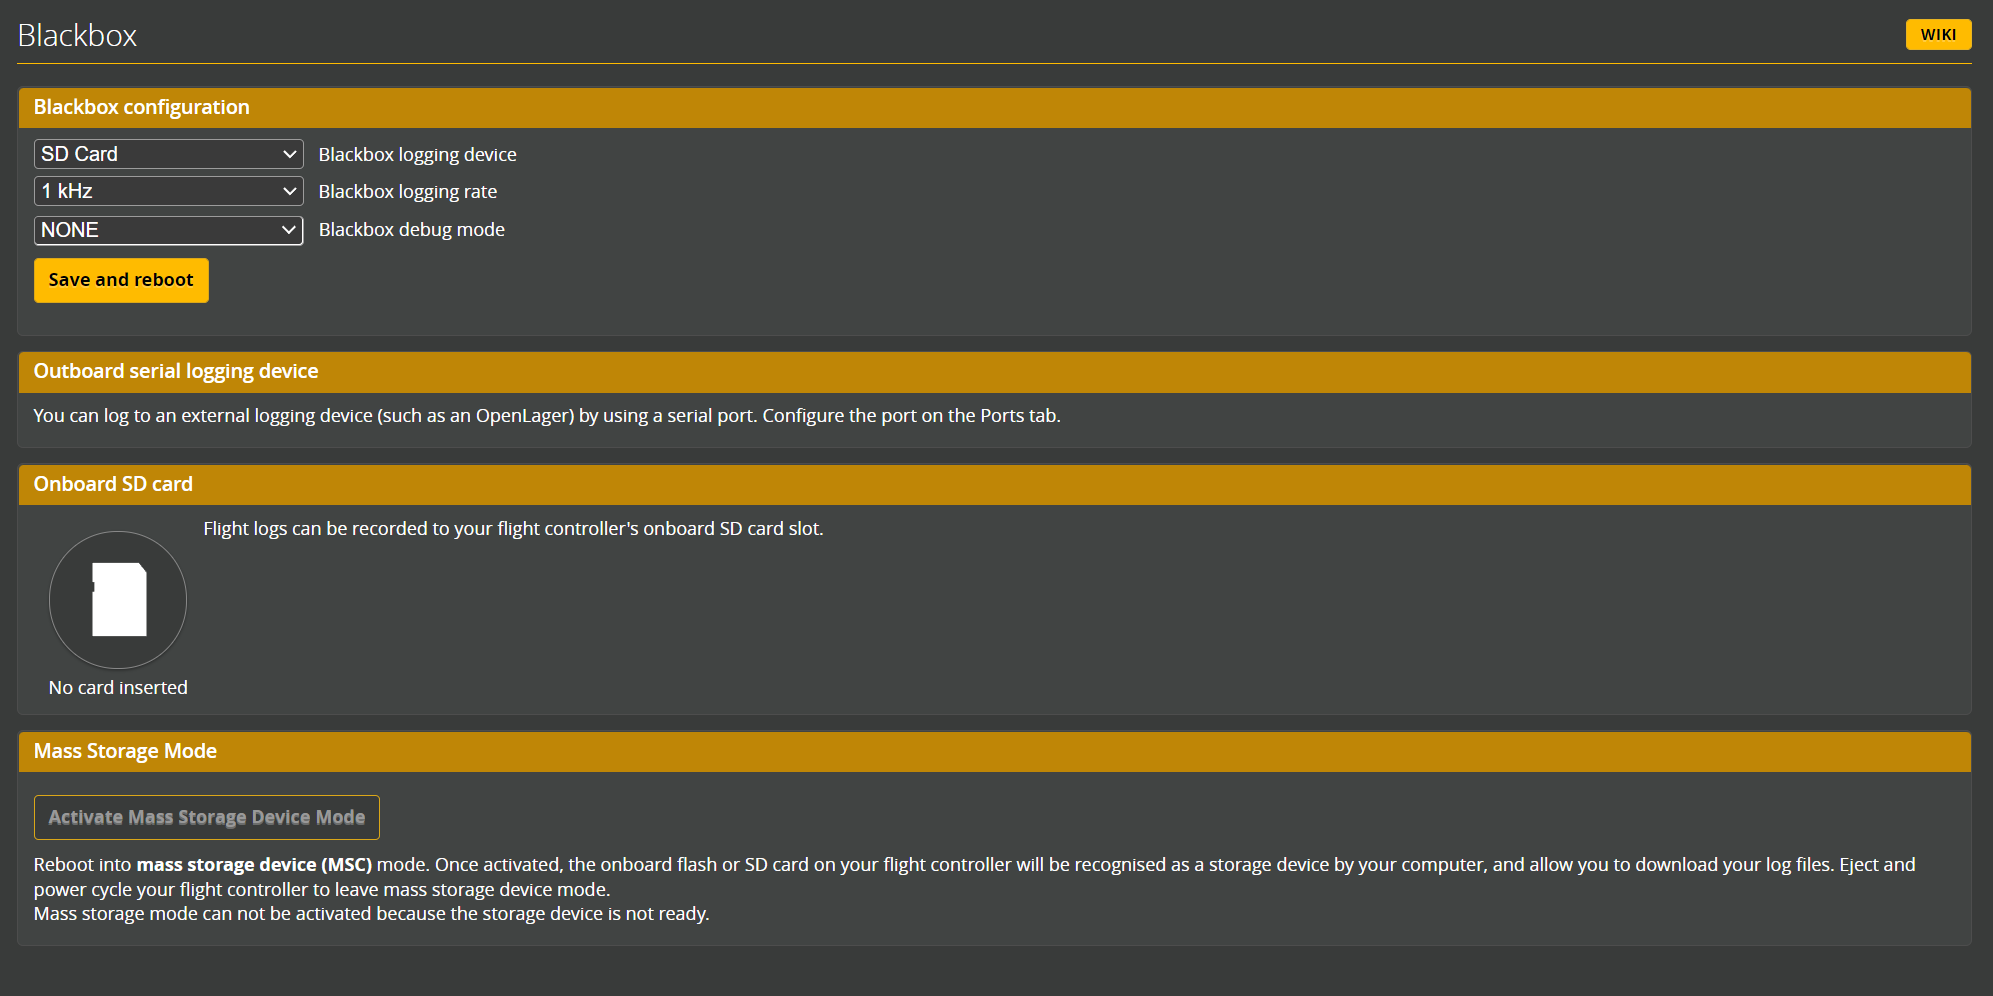 Blackbox
WIKI
Blackbox configuration
SD Card
Blackbox logging device
1 kHz
Blackbox logging rate
NONE
Blackbox debug mode
Save and reboot
Outboard serial logging device
You can log to an external logging device (such as an OpenLager) by using a serial port. Configure the port on the Ports tab.
Onboard SD card
Flight logs can be recorded to your flight controller's onboard SD card slot.
No card inserted
Mass Storage Mode
Activate Mass Storage Device Mode
Reboot into mass storage device (MSC) mode. Once activated, the onboard flash or SD card on your flight controller will be recognised as a storage device by your computer, and allow you to download your log files. Eject and
power cycle your flight controller to leave mass storage device mode.
Mass storage mode can not be activated because the storage device is not ready.